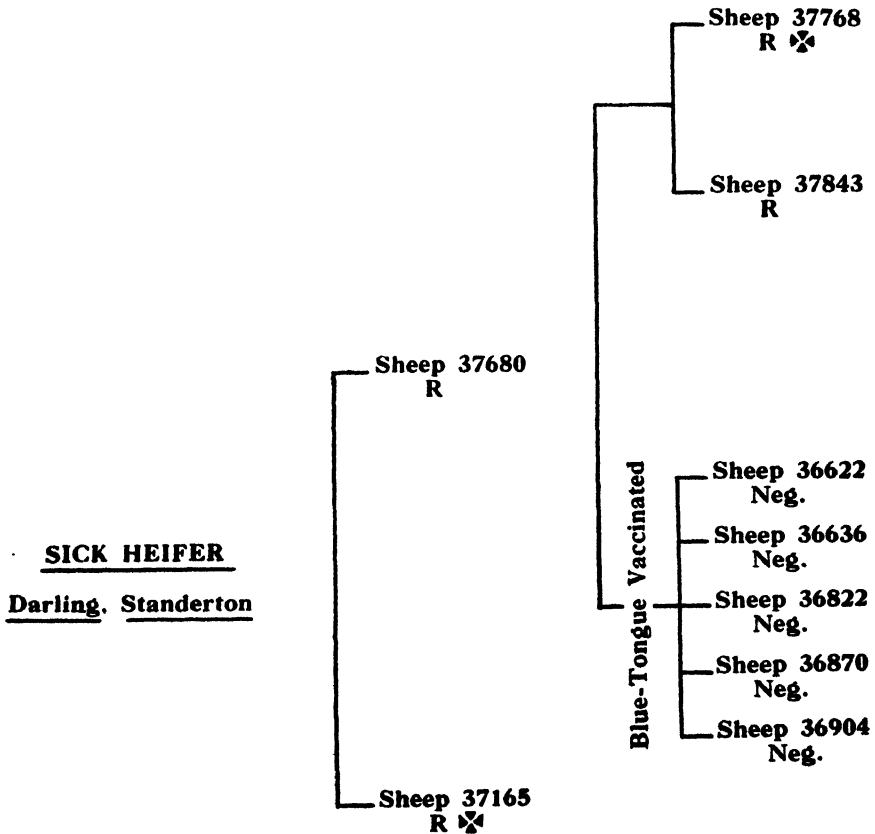 Sheep 37768
R ✠
Sheep 37843
R
Sheep 37680
R
SICK HEIFER
Darling, Standerton
Blue-Tongue Vaccinated
Sheep 36622
Neg.
Sheep 36636
Neg.
Sheep 36822
Neg.
Sheep 36870
Neg.
Sheep 36904
Neg.
Sheep 37165
R ✠